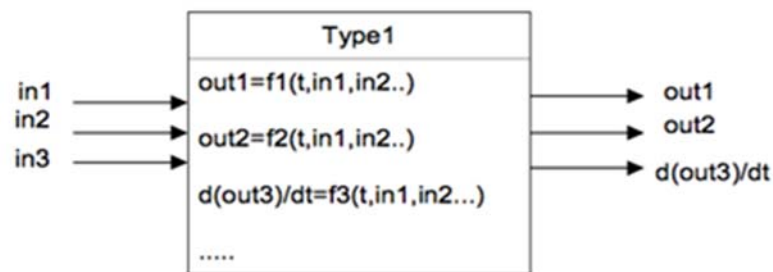 Type1
in1
in2
in3
out1=f1(t,in1,in2..)
out2=f2(t,in1,in2..)
d(out3)/dt=f3(t,in1,in2...)
.....
out1
out2
d(out3)/dt